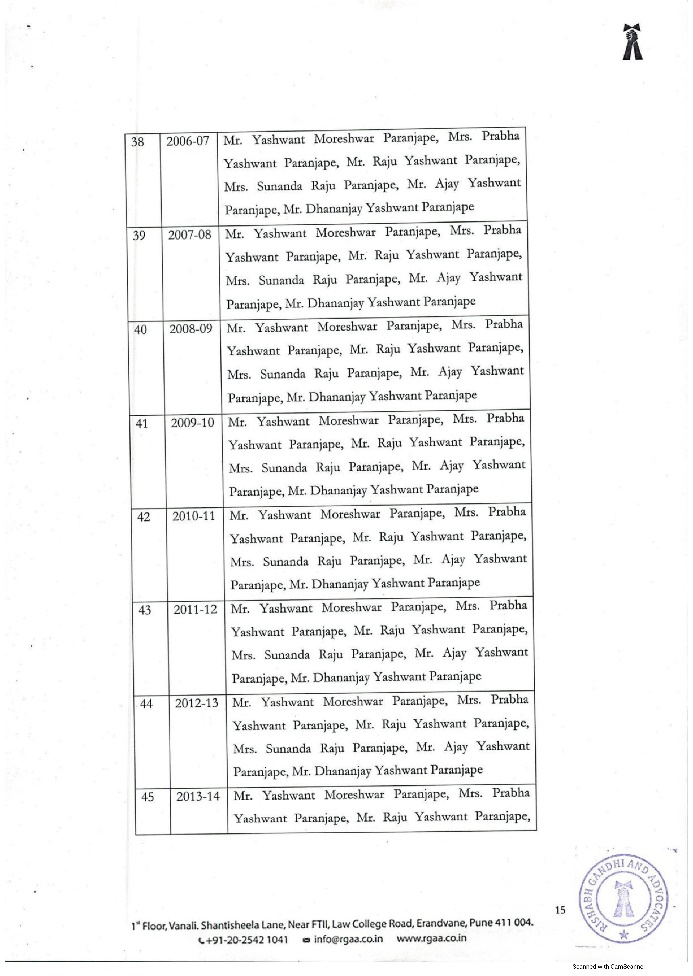 38 2006-07 Mr. Yashwant Moreshwar Paranjape, Mrs. Prabha
Yashwant Paranjape, Mr. Raju Yashwant Paranjape,
Mrs. Sunanda Raju Paranjape, Mr. Ajay Yashwant
Paranjape, Mr. Dhananjay Yashwant Paranjape
39 2007-08 Mr. Yashwant Moreshwar Paranjape, Mrs. Prabha
Yashwant Paranjape, Mr. Raju Yashwant Paranjape,
Mrs. Sunanda Raju Paranjape, Mr. Ajay Yashwant
Paranjape, Mr. Dhananjay Yashwant Paranjape
40 2008-09 Mr. Yashwant Moreshwar Paranjape, Mrs. Prabha
Yashwant Paranjape, Mr. Raju Yashwant Paranjape,
Mrs. Sunanda Raju Paranjape, Mr. Ajay Yashwant
Paranjape, Mr. Dhananjay Yashwant Paranjape
41 2009-10 Mr. Yashwant Moreshwar Paranjape, Mrs. Prabha
Yashwant Paranjape, Mr. Raju Yashwant Paranjape,
Mrs. Sunanda Raju Paranjape, Mr. Ajay Yashwant
Paranjape, Mr. Dhananjay Yashwant Paranjape
42 2010-11 Mr. Yashwant Moreshwar Paranjape, Mrs. Prabha
Yashwant Paranjape, Mr. Raju Yashwant Paranjape,
Mrs. Sunanda Raju Paranjape, Mr. Ajay Yashwant
Paranjape, Mr. Dhananjay Yashwant Paranjape
43 2011-12 Mr. Yashwant Moreshwar Paranjape, Mrs. Prabha
Yashwant Paranjape, Mr. Raju Yashwant Paranjape,
Mrs. Sunanda Raju Paranjape, Mr. Ajay Yashwant
Paranjape, Mr. Dhananjay Yashwant Paranjape
44 2012-13 Mr. Yashwant Moreshwar Paranjape, Mrs. Prabha
Yashwant Paranjape, Mr. Raju Yashwant Paranjape,
Mrs. Sunanda Raju Paranjape, Mr. Ajay Yashwant
Paranjape, Mr. Dhananjay Yashwant Paranjape
45 2013-14 Mr. Yashwant Moreshwar Paranjape, Mrs. Prabha
Yashwant Paranjape, Mr. Raju Yashwant Paranjape,
RISHABH GANDHI AND ADVOCATES
15
1st Floor, Vanali. Shantisheela Lane, Near FTII, Law College Road, Erandvane, Pune 411 004.
+91-20-2542 1041 info@rgaa.co.in www.rgaa.co.in
Scanned with CamScanner